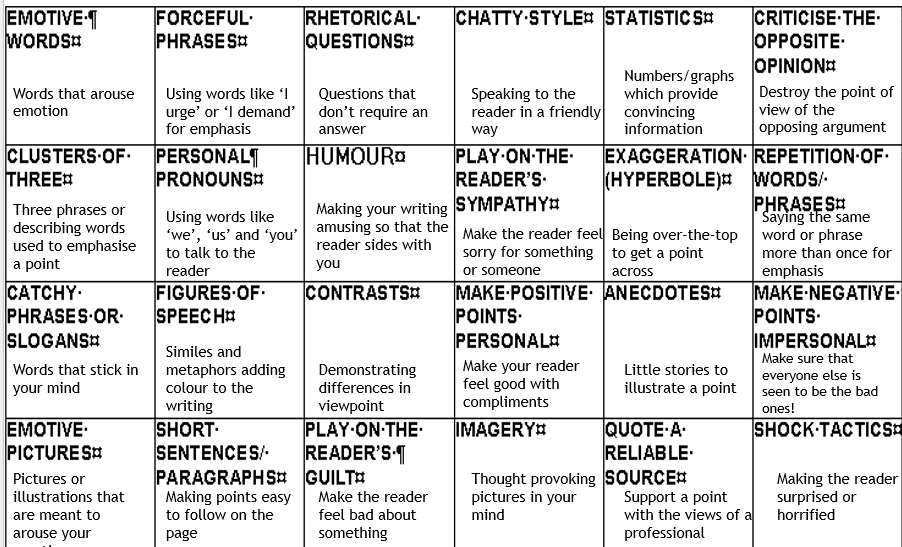 EMOTIVE·¶
WORDS¤
Words that arouse
emotion
FORCEFUL·
PHRASES¤
Using words like ‘I
urge’ or ‘I demand’
for emphasis
RHETORICAL·
QUESTIONS¤
Questions that
don’t require an
answer
CHATTY·STYLE¤
Speaking to the
reader in a friendly
way
STATISTICS¤
Numbers/graphs
which provide
convincing
information
CRITICISE·THE·
OPPOSITE·
OPINION¤
Destroy the point of
view of the
opposing argument
CLUSTERS·OF·
THREE¤
Three phrases or
describing words
used to emphasise
a point
PERSONAL¶
PRONOUNS¤
Using words like
‘we’, ‘us’ and ‘you’
to talk to the
reader
HUMOUR¤
Making your writing
amusing so that the
reader sides with
you
PLAY·ON·THE·
READER’S·
SYMPATHY¤
Make the reader feel
sorry for something
or someone
EXAGGERATION·
(HYPERBOLE)¤
Being over-the-top
to get a point
across
REPETITION·OF·
WORDS/·
PHRASES¤
Saying the same
word or phrase
more than once for
emphasis
CATCHY·
PHRASES·OR·
SLOGANS¤
Words that stick in
your mind
FIGURES·OF·
SPEECH¤
Similes and
metaphors adding
colour to the
writing
CONTRASTS¤
Demonstrating
differences in
viewpoint
MAKE·POSITIVE·
POINTS·
PERSONAL¤
Make your reader
feel good with
compliments
ANECDOTES¤
Little stories to
illustrate a point
MAKE·NEGATIVE·
POINTS·
IMPERSONAL¤
Make sure that
everyone else is
seen to be the bad
ones!
EMOTIVE·
PICTURES¤
Pictures or
illustrations that
are meant to
arouse your
SHORT·
SENTENCES/·
PARAGRAPHS¤
Making points easy
to follow on the
page
PLAY·ON·THE·
READER’S·¶
GUILT¤
Make the reader
feel bad about
something
IMAGERY¤
Thought provoking
pictures in your
mind
QUOTE·A·
RELIABLE·
SOURCE¤
Support a point
with the views of a
professional
SHOCK·TACTICS¤
Making the reader
surprised or
horrified